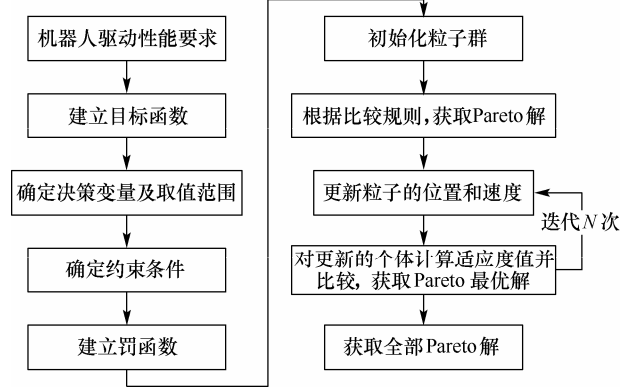 机器人驱动性能要求
建立目标函数
确定决策变量及取值范围
确定约束条件
建立罚函数
初始化粒子群
根据比较规则,获取Pareto 解
更新粒子的位置和速度
迭代N 次
对更新的个体计算适应度值并
比较, 获取Pareto 最优解
获取全部Pareto 解